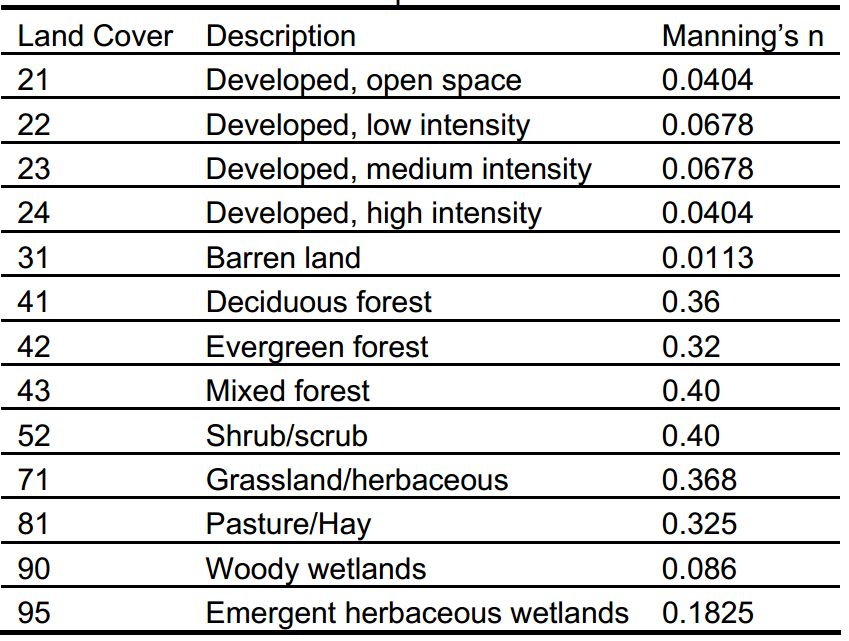 Land Cover Description Manning's n
21 Developed, open space 0.0404
22 Developed, low intensity 0.0678
23 Developed, medium intensity 0.0678
24 Developed, high intensity 0.0404
31 Barren land 0.0113
41 Deciduous forest 0.36
42 Evergreen forest 0.32
43 Mixed forest 0.40
52 Shrub/scrub 0.40
71 Grassland/herbaceous 0.368
81 Pasture/Hay 0.325
90 Woody wetlands 0.086
95 Emergent herbaceous wetlands 0.1825